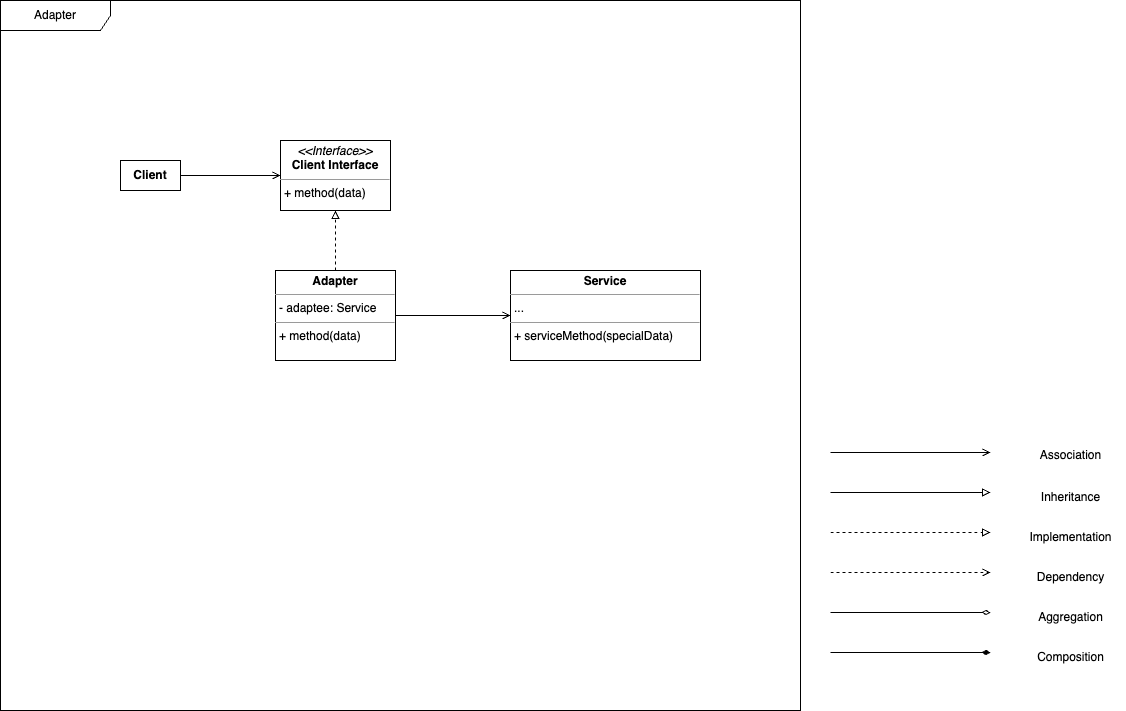 Adapter
<<Interface>>
Client Interface
+ method(data)
Client
Adapter
- adaptee: Service
+ method(data)
Service
...
+ serviceMethod(specialData)
Association
Inheritance
Implementation
Dependency
Aggregation
Composition